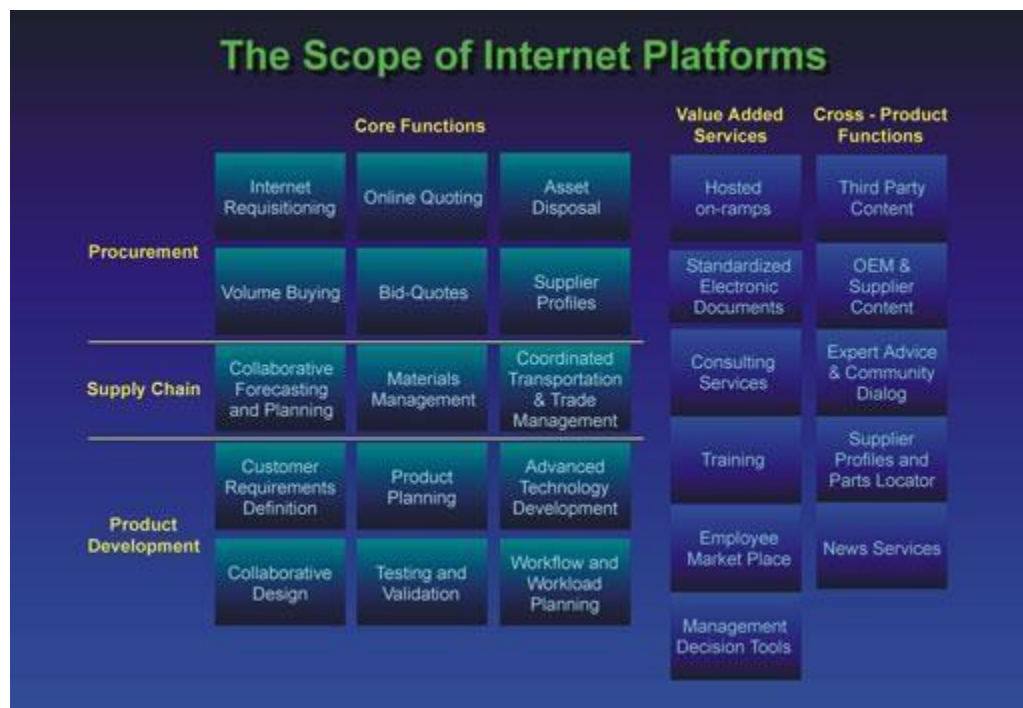 The Scope of Internet Platforms
Core Functions
Value Added
Services
Cross - Product
Functions
Procurement
Internet
Requisitioning
Online Quoting
Asset
Disposal
Volume Buying
Bid-Quotes
Supplier
Profiles
Supply Chain
Collaborative
Forecasting
and Planning
Materials
Management
Coordinated
Transportation
& Trade
Management
Product
Development
Customer
Requirements
Definition
Product
Planning
Advanced
Technology
Development
Collaborative
Design
Testing and
Validation
Workflow and
Workload
Planning
Hosted
on-ramps
Standardized
Electronic
Documents
Consulting
Services
Training
Employee
Market Place
Management
Decision Tools
Third Party
Content
OEM &
Supplier
Content
Expert Advice
& Community
Dialog
Supplier
Profiles and
Parts Locator
News Services